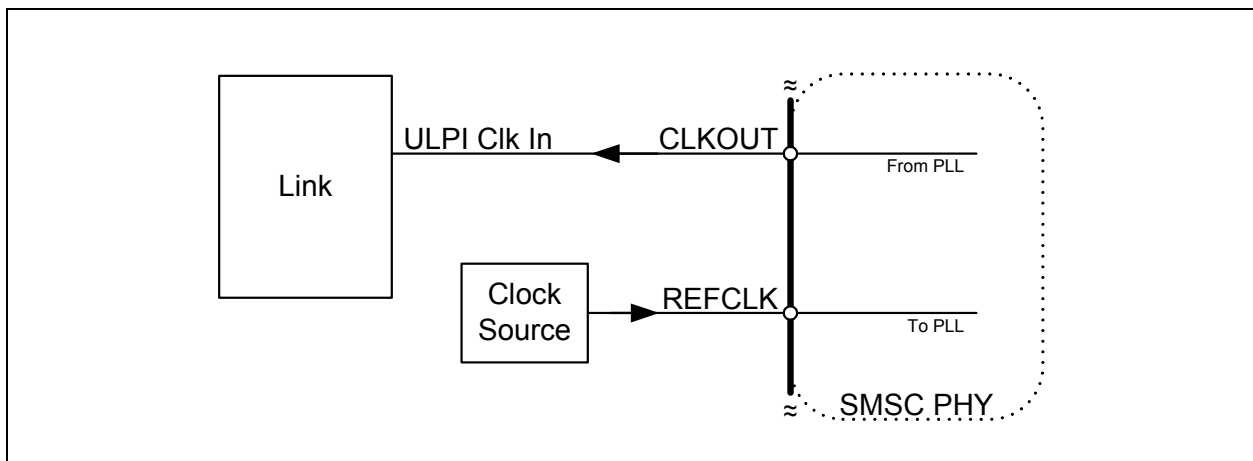 ULPI Clk In
CLKOUT
From PLL
Link
Clock
Source
REFCLK
To PLL
SMSC PHY